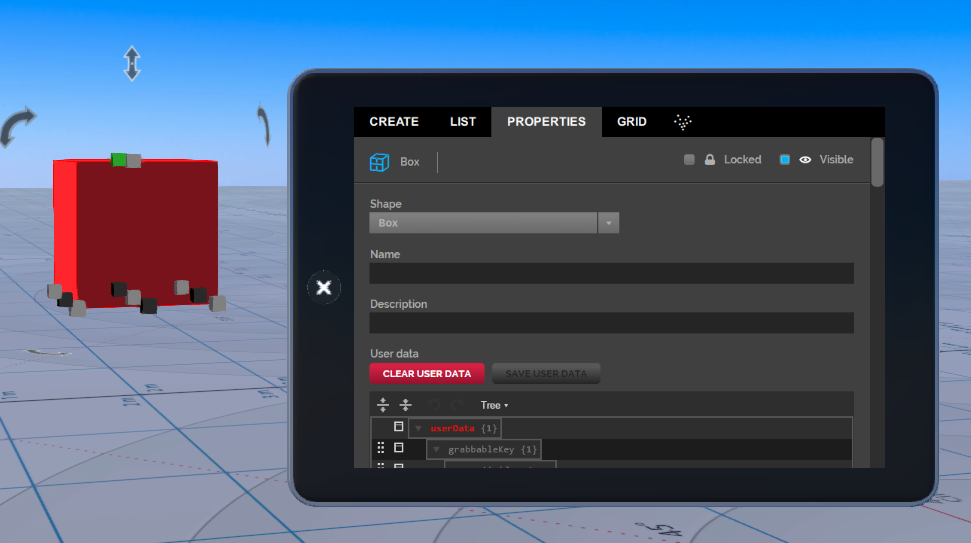 CREATE LIST PROPERTIES GRID
Box Locked Visible
Shape
Box
Name
Description
User data
CLEAR USER DATA SAVE USER DATA
Tree
userData {1}
grabbableKey {1}